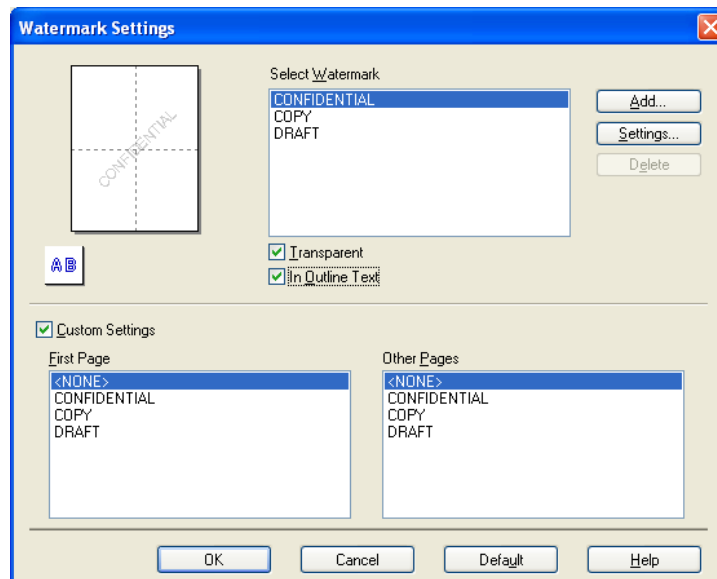 Watermark Settings
Select Watermark
CONFIDENTIAL
COPY
DRAFT
Add...
Settings...
Delete
CONFIDENTIAL
AB
Transparent
In Outline Text
Custom Settings
First Page
<NONE>
CONFIDENTIAL
COPY
DRAFT
Other Pages
<NONE>
CONFIDENTIAL
COPY
DRAFT
OK
Cancel
Default
Help